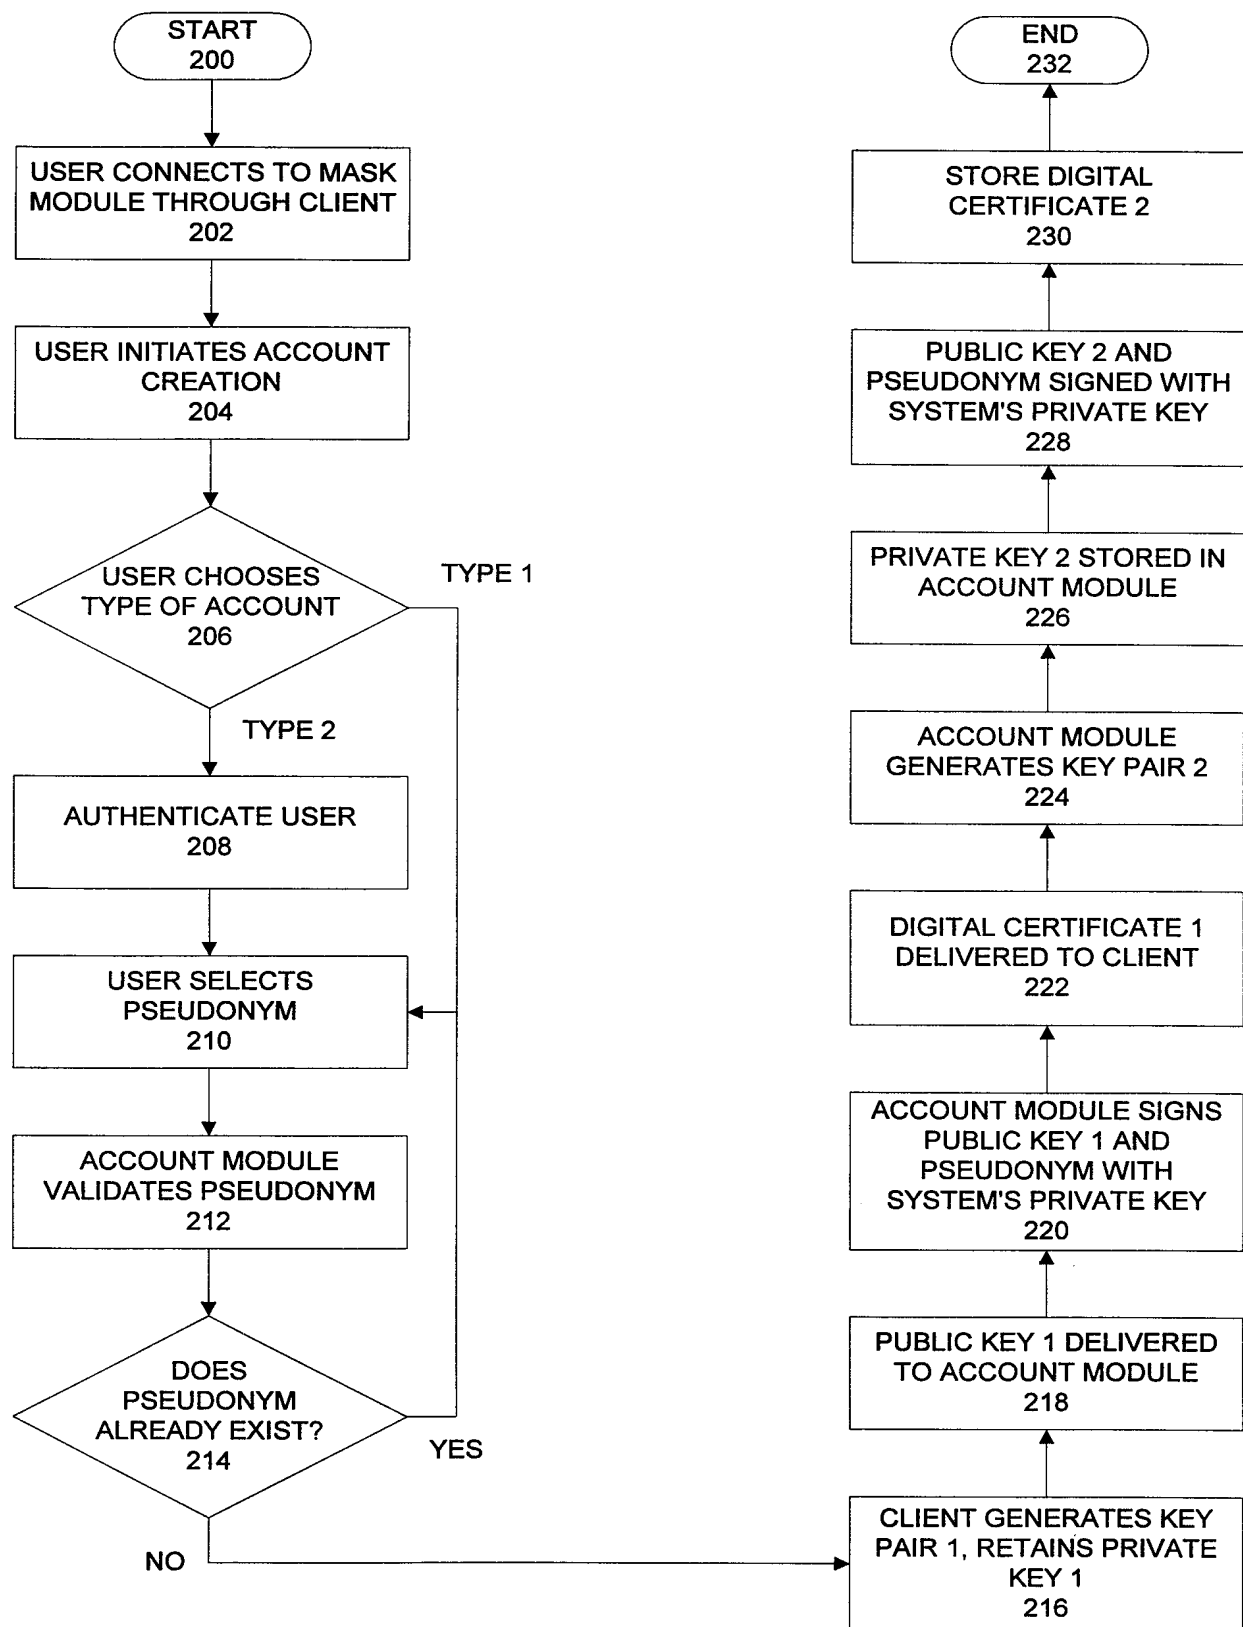 START
200
USER CONNECTS TO MASK
MODULE THROUGH CLIENT
202
USER INITIATES ACCOUNT
CREATION
204
USER CHOOSES
TYPE OF ACCOUNT
206
TYPE 1
TYPE 2
AUTHENTICATE USER
208
USER SELECTS
PSEUDONYM
210
ACCOUNT MODULE
VALIDATES PSEUDONYM
212
DOES
PSEUDONYM
ALREADY EXIST?
214
YES
NO
CLIENT GENERATES KEY
PAIR 1, RETAINS PRIVATE
KEY 1
216
PUBLIC KEY 1 DELIVERED
TO ACCOUNT MODULE
218
ACCOUNT MODULE SIGNS
PUBLIC KEY 1 AND
PSEUDONYM WITH
SYSTEM'S PRIVATE KEY
220
DIGITAL CERTIFICATE 1
DELIVERED TO CLIENT
222
ACCOUNT MODULE
GENERATES KEY PAIR 2
224
PRIVATE KEY 2 STORED IN
ACCOUNT MODULE
226
PUBLIC KEY 2 AND
PSEUDONYM SIGNED WITH
SYSTEM'S PRIVATE KEY
228
STORE DIGITAL
CERTIFICATE 2
230
END
232